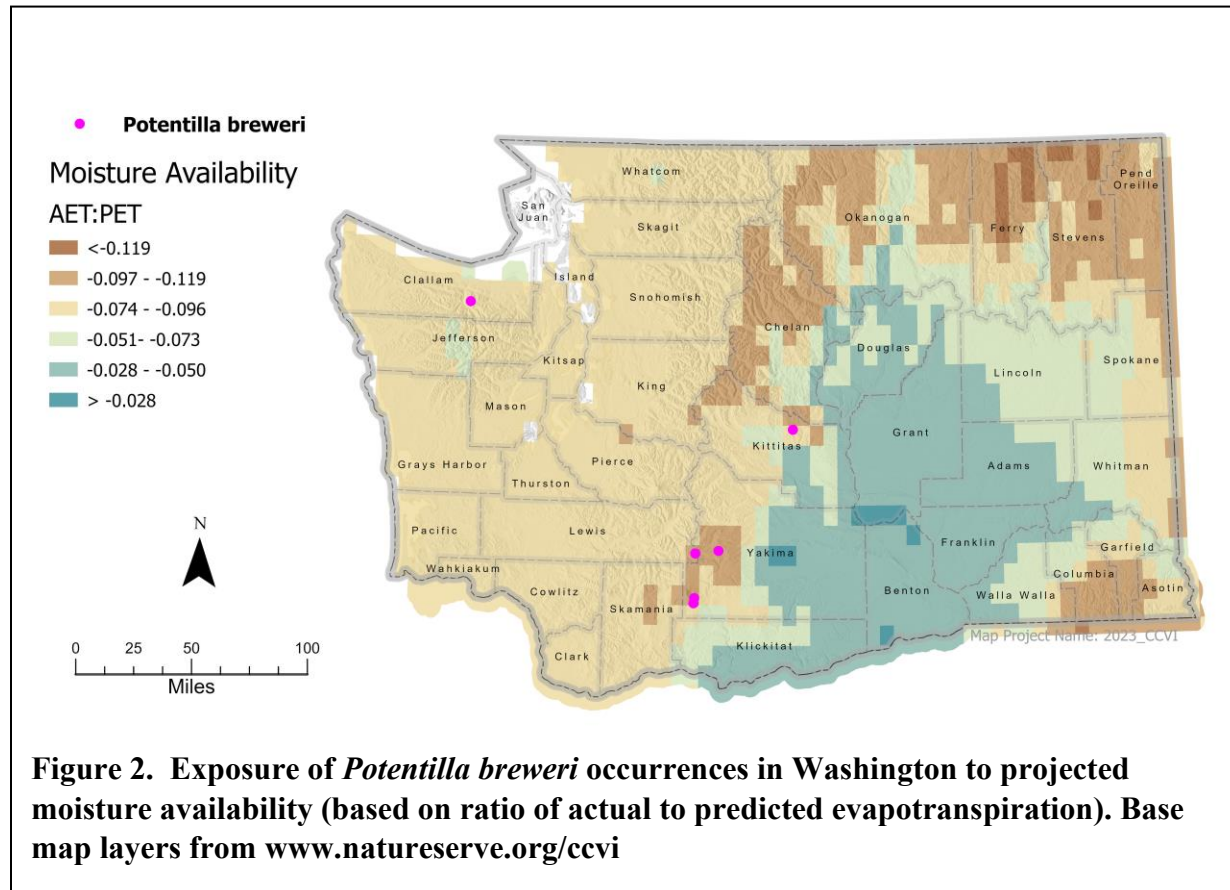 Potentilla breweri
Moisture Availability
AET:PET
<-0.119
-0.097 - -0.119
-0.074 - -0.096
-0.051- -0.073
-0.028 - -0.050
> -0.028
Whatcom
San
Juan
Skagit
Okanogan
Ferry
Stevens
Pend
Oreille
Clallam
Island
Snohomish
Chelan
Jefferson
Kitsap
Douglas
King
Lincoln
Spokane
Mason
Grant
Kittitas
Grays Harbor
Pierce
Adams
Whitman
Thurston
Pacific
Lewis
Yakima
Franklin
Garfield
Wahkiakum
Columbia
Cowlitz
Skamania
Benton
Walla Walla
Asotin
Klickitat
Clark
Map Project Name: 2023_CCVI
N
0 25 50 100
Miles
Figure 2. Exposure of Potentilla breweri occurrences in Washington to projected
moisture availability (based on ratio of actual to predicted evapotranspiration). Base
map layers from www.natureserve.org/ccvi